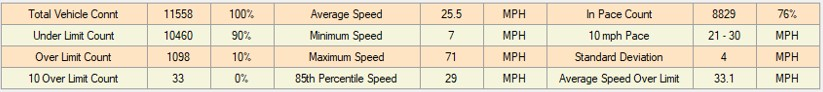 Total Vehicle Connt 11558 100% Average Speed 25.5 MPH In Pace Count 8829 76%
Under Limit Count 10460 90% Minimum Speed 7 MPH 10 mph Pace 21 - 30 MPH
Over Limit Count 1098 10% Maximum Speed 71 MPH Standard Deviation 4 MPH
10 Over Limit Count 33 0% 85th Percentile Speed 29 MPH Average Speed Over Limit 33.1 MPH